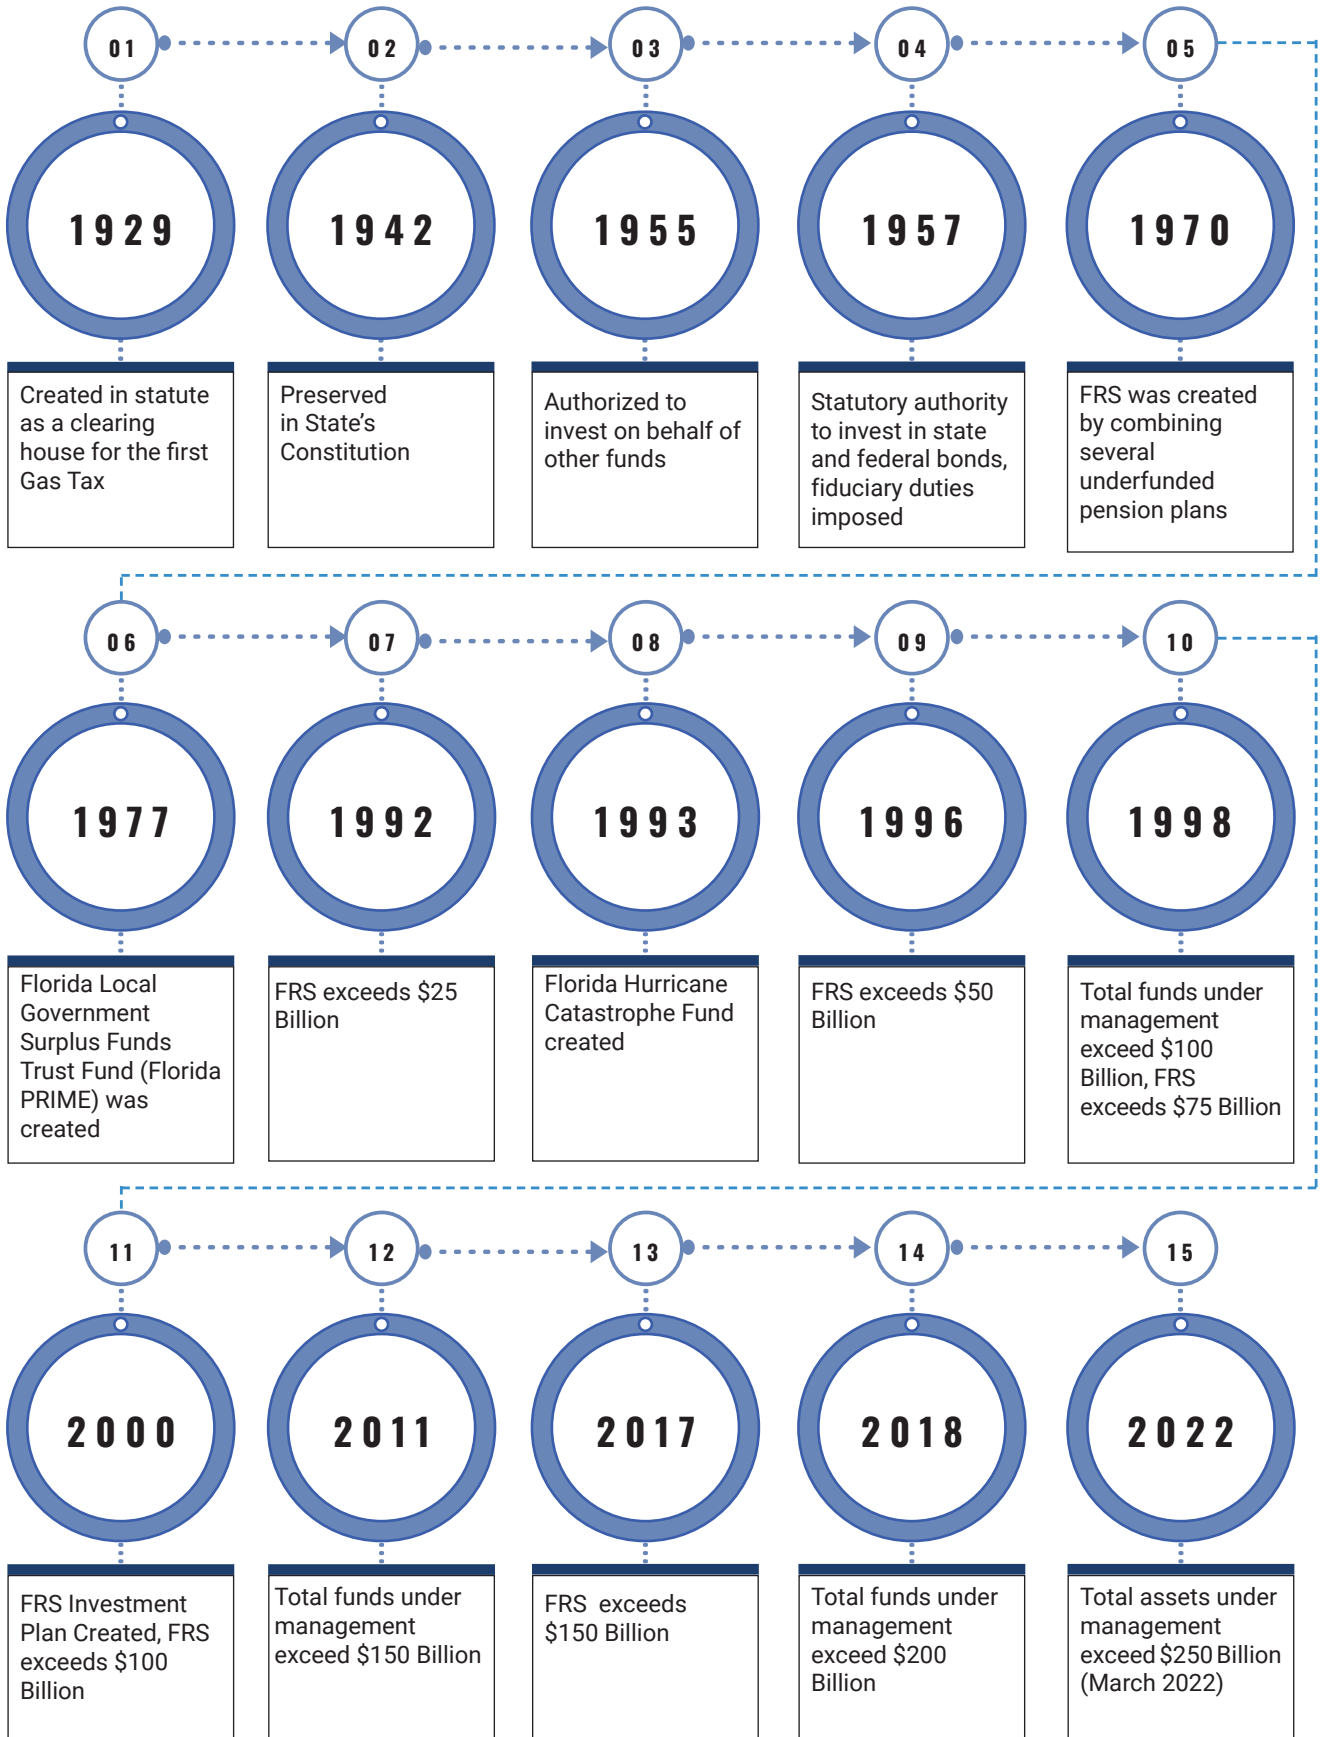 01
02
03
04
05
1929
1942
1955
1957
1970
Created in statute
as a clearing
house for the first
Gas Tax
Preserved
in State’s
Constitution
Authorized to
invest on behalf of
other funds
Statutory authority
to invest in state
and federal bonds,
fiduciary duties
imposed
FRS was created
by combining
several
underfunded
pension plans
06
07
08
09
10
1977
1992
1993
1996
1998
Florida Local
Government
Surplus Funds
Trust Fund (Florida
PRIME) was
created
FRS exceeds $25
Billion
Florida Hurricane
Catastrophe Fund
created
FRS exceeds $50
Billion
Total funds under
management
exceed $100
Billion, FRS
exceeds $75 Billion
11
12
13
14
15
2000
2011
2017
2018
2022
FRS Investment
Plan Created, FRS
exceeds $100
Billion
Total funds under
management
exceed $150 Billion
FRS exceeds
$150 Billion
Total funds under
management
exceed $200
Billion
Total assets under
management
exceed $250 Billion
(March 2022)